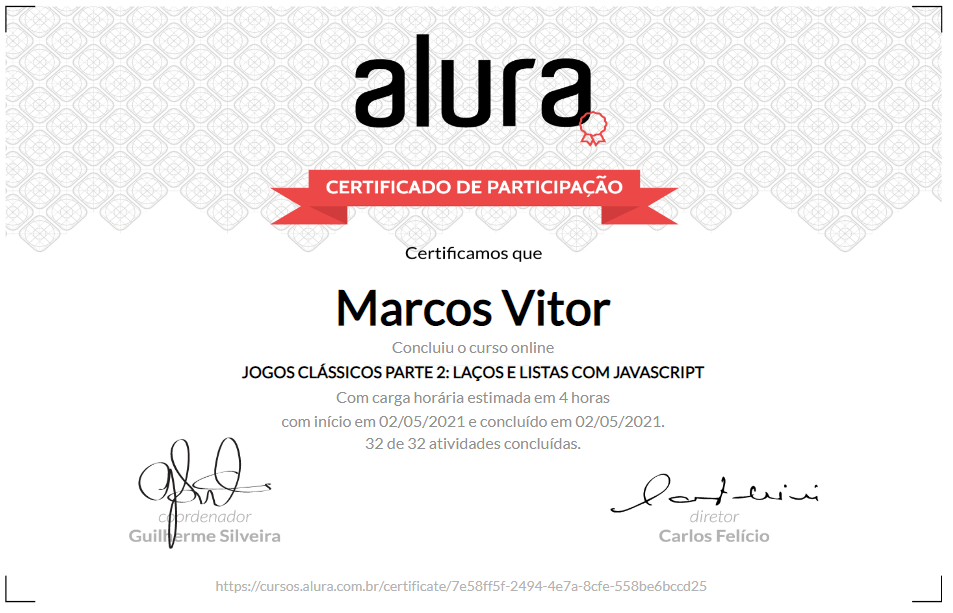 alura
CERTIFICADO DE PARTICIPAÇÃO
Certificamos que
Marcos Vitor
Concluiu o curso online
JOGOS CLÁSSICOS PARTE 2: LAÇOS E LISTAS COM JAVASCRIPT
Com carga horária estimada em 4 horas
com início em 02/05/2021 e concluído em 02/05/2021.
32 de 32 atividades concluídas.
coordenador
Guilherme Silveira
diretor
Carlos Felício
https://cursos.alura.com.br/certificate/7e58ff5f-2494-4e7a-8cfe-558be6bccd25